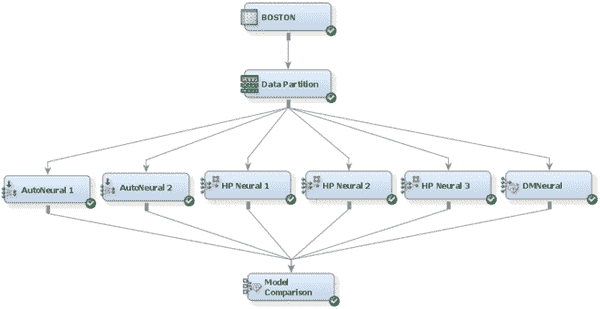 BOSTON
Data Partition
AutoNeural 1
AutoNeural 2
HP Neural 1
HP Neural 2
HP Neural 3
DMNeural
Model
Comparison